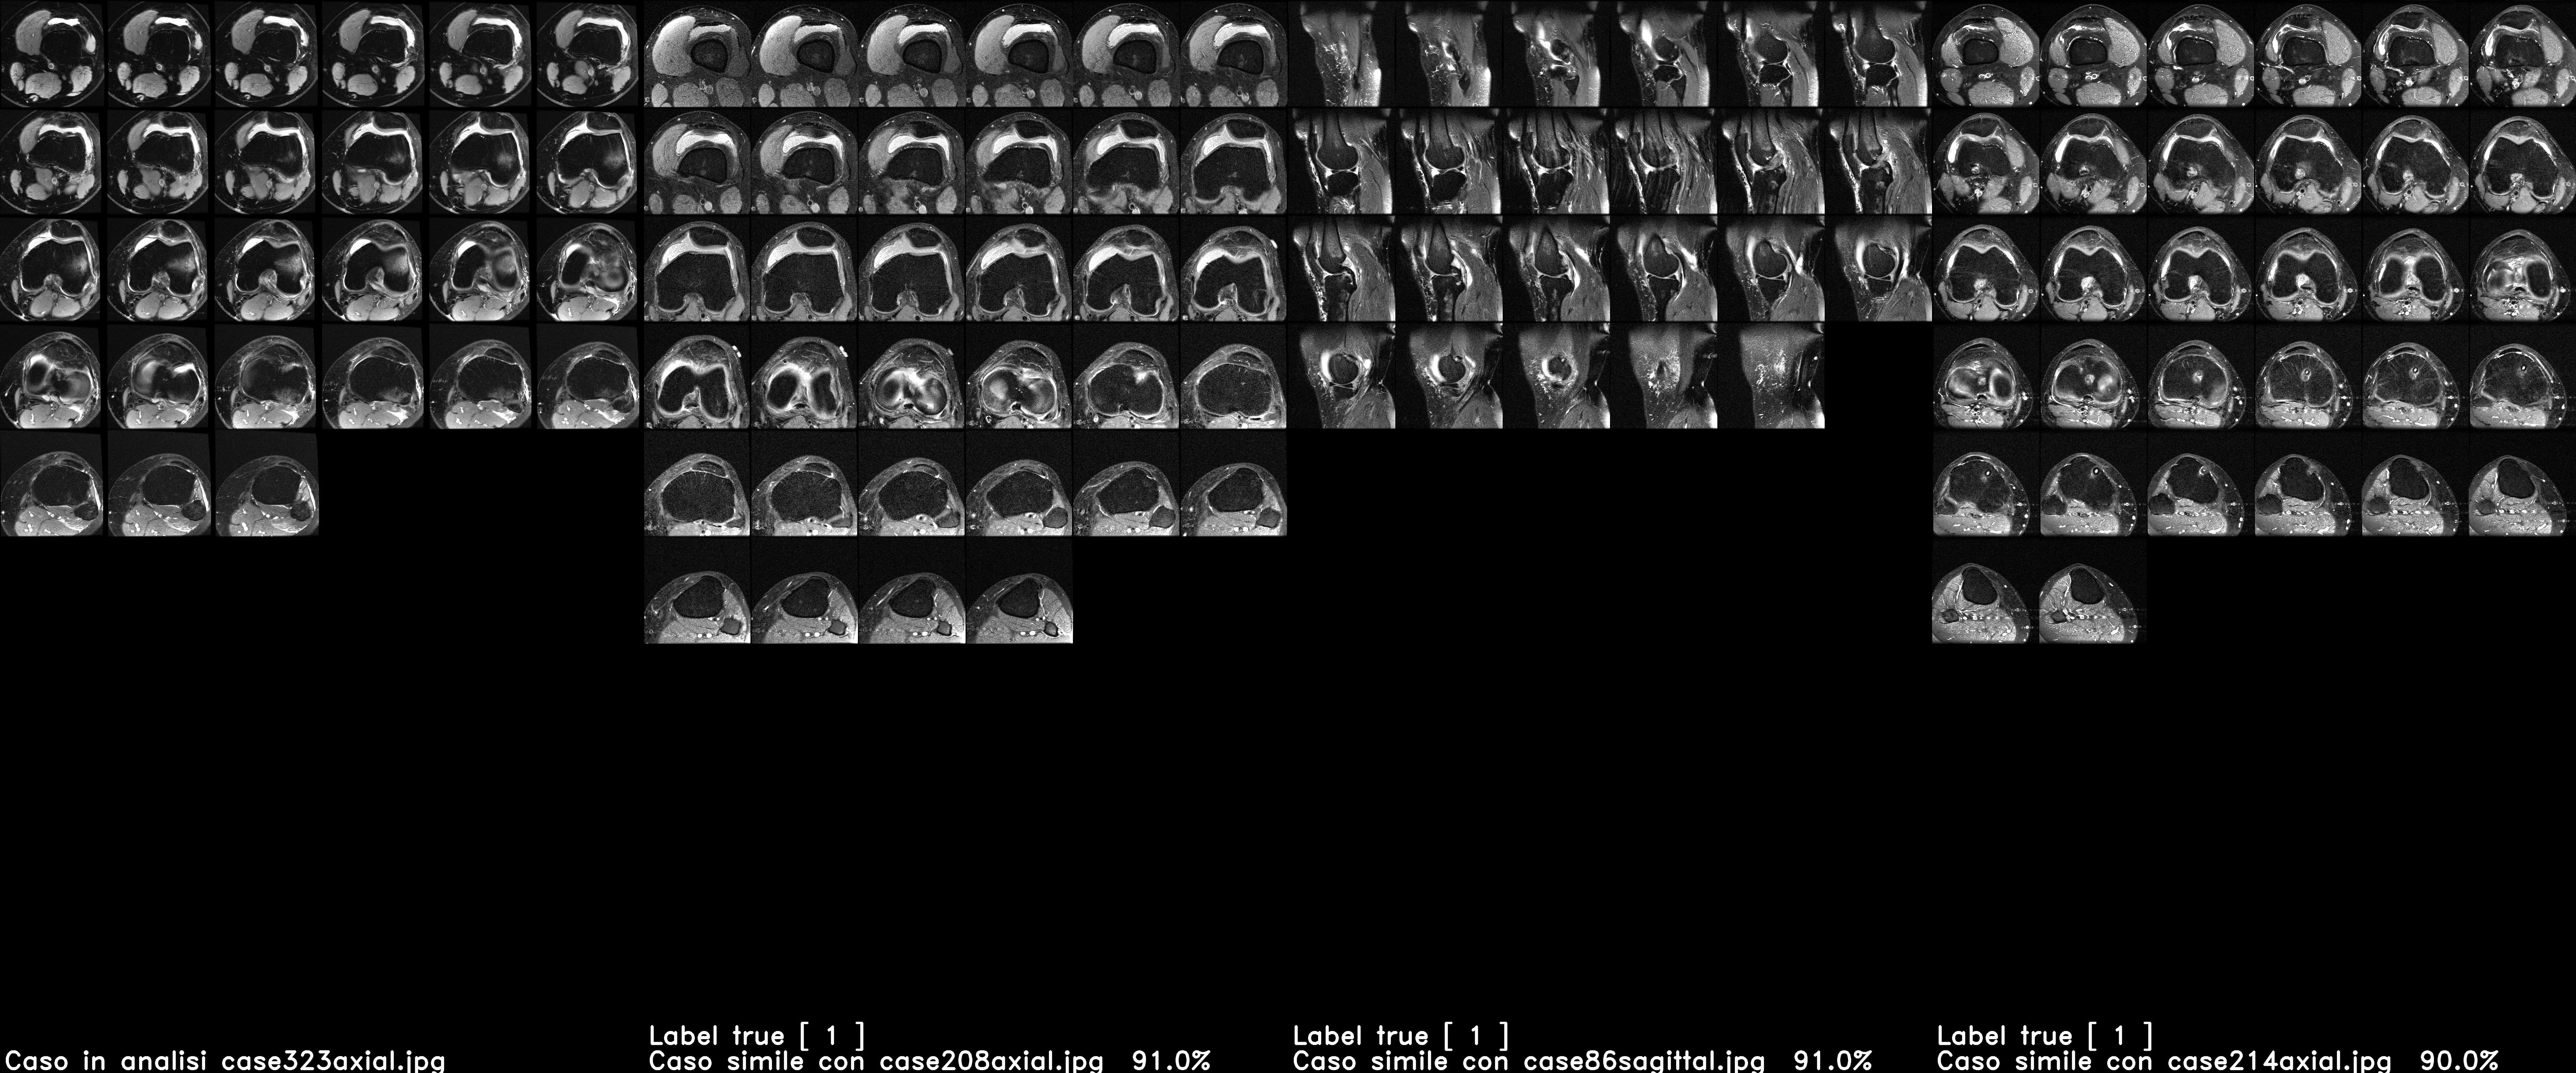 Caso in analisi case323axial.jpg
Label true [ 1 ]
Caso simile con case208axial.jpg 91.0%
Label true [ 1 ]
Caso simile con case86sagittal.jpg 91.0%
Label true [ 1 ]
Caso simile con case214axial.jpg 90.0%